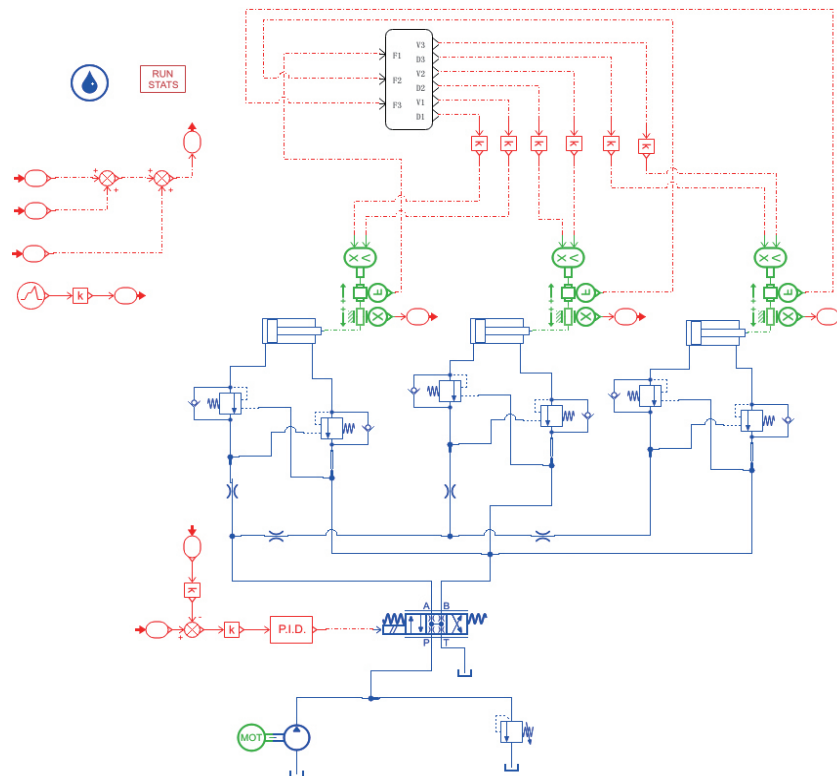 V3
F1
D3
F2
V2
D2
F3
V1
D1
RUN
STATS
k
k
k
k
k
k
+
+
+
+
X V
X V
X V
F
F
F
k
X
X
X
k
A B
-
+
k
P.I.D.
P T
MOT